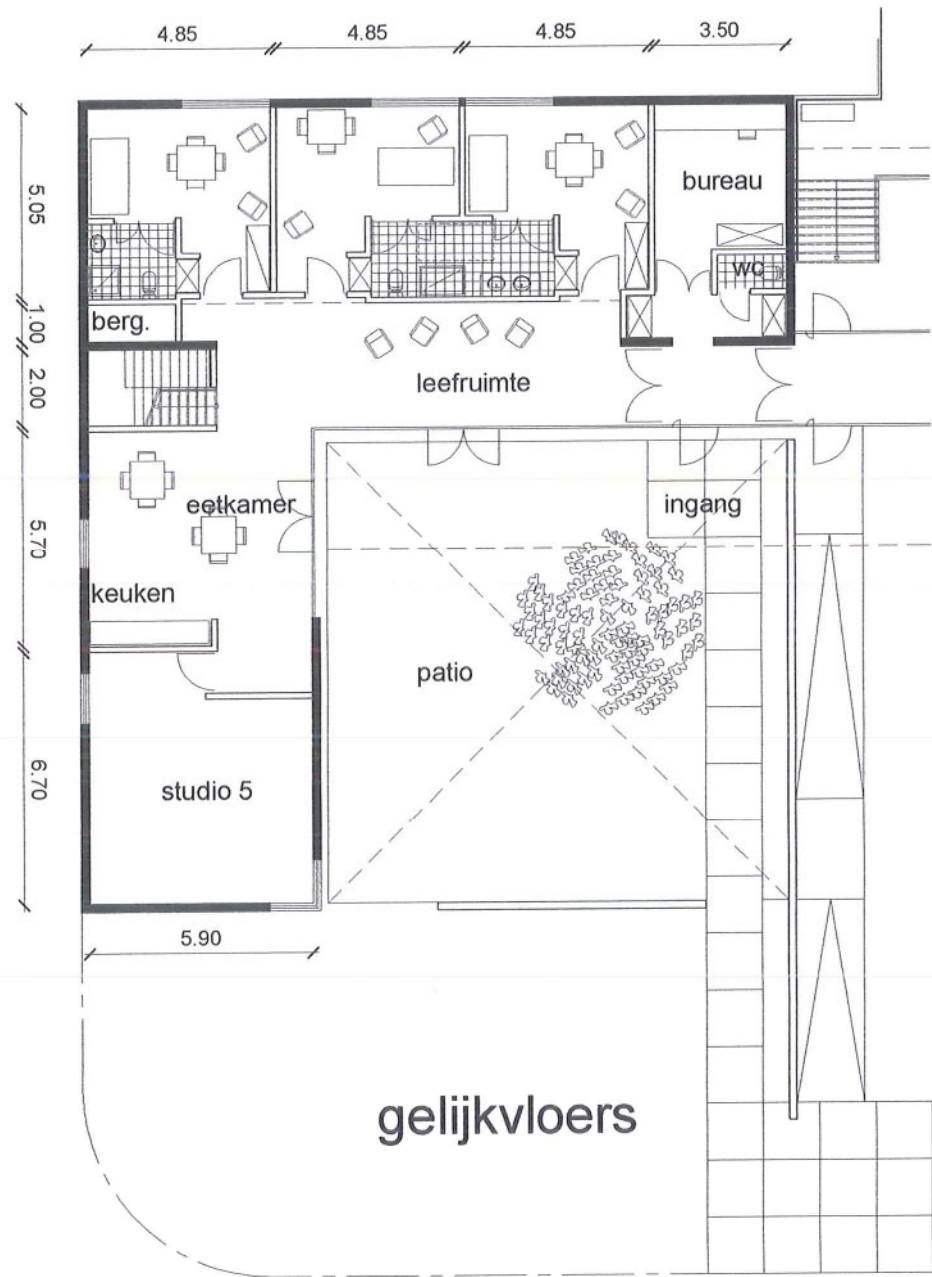 4.85
4.85
4.85
3.50
5.05
bureau
wc
1.00
berg.
2.00
leefruimte
eetkamer
ingang
5.70
keuken
patio
6.70
studio 5
5.90
gelijkvloers